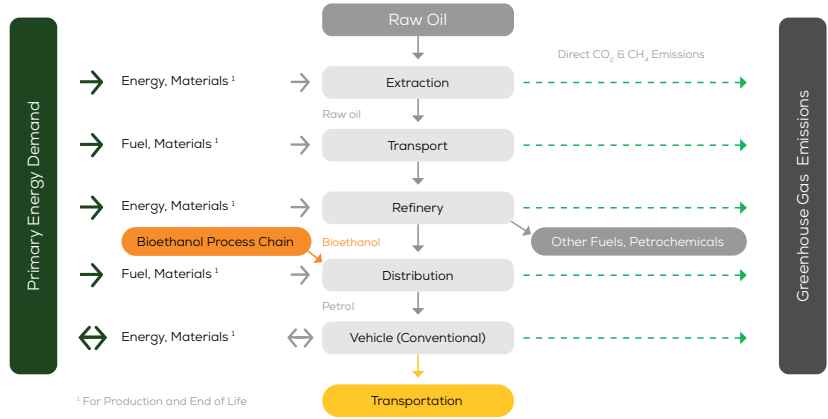 Raw Oil
Direct CO₂ & CH₄ Emissions
Primary Energy Demand
Greenhouse Gas Emissions
Energy, Materials ¹
Extraction
Raw oil
Fuel, Materials ¹
Transport
Energy, Materials ¹
Refinery
Bioethanol Process Chain
Bioethanol
Other Fuels, Petrochemicals
Fuel, Materials ¹
Distribution
Petrol
Energy, Materials ¹
Vehicle (Conventional)
¹ For Production and End of Life
Transportation